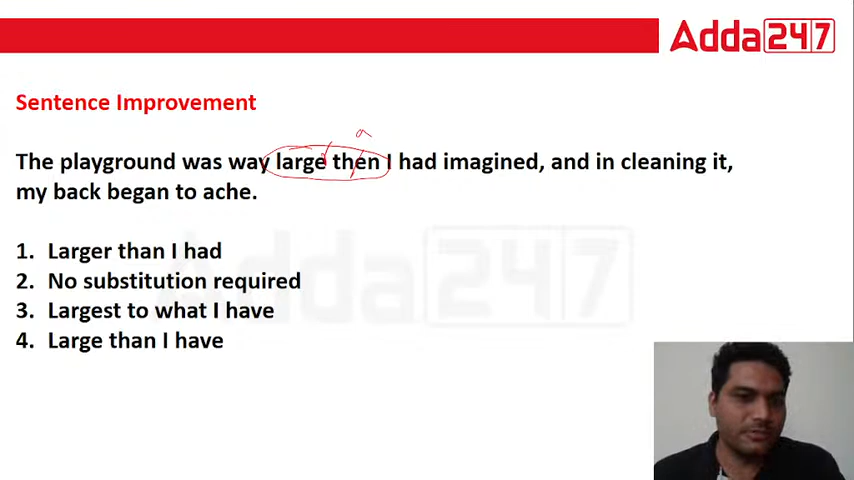 Adda247
Sentence Improvement
a
The playground was way large then I had imagined, and in cleaning it,
my back began to ache.
1. Larger than I had
2. No substitution required
3. Largest to what I have
4. Large than I have
Adda247